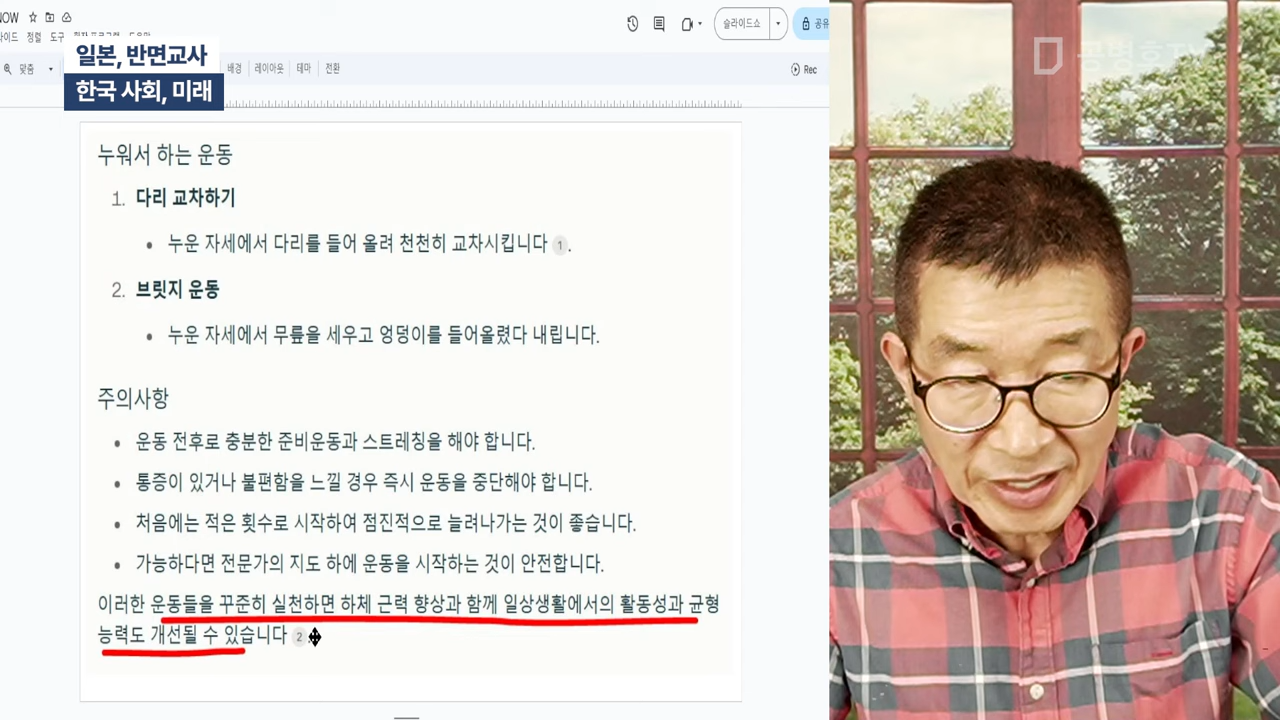 NOW
일본, 반면교사
한국 사회, 미래
맞춤
배경
레이아웃
테마
전환
슬라이드쇼
공유
Rec
공병호TV
누워서 하는 운동
1. 다리 교차하기
• 누운 자세에서 다리를 들어 올려 천천히 교차시킵니다 1.
2. 브릿지 운동
• 누운 자세에서 무릎을 세우고 엉덩이를 들어올렸다 내립니다.
주의사항
• 운동 전후로 충분한 준비운동과 스트레칭을 해야 합니다.
• 통증이 있거나 불편함을 느낄 경우 즉시 운동을 중단해야 합니다.
• 처음에는 적은 횟수로 시작하여 점진적으로 늘려나가는 것이 좋습니다.
• 가능하다면 전문가의 지도 하에 운동을 시작하는 것이 안전합니다.
이러한 운동들을 꾸준히 실천하면 하체 근력 향상과 함께 일상생활에서의 활동성과 균형
능력도 개선될 수 있습니다 2